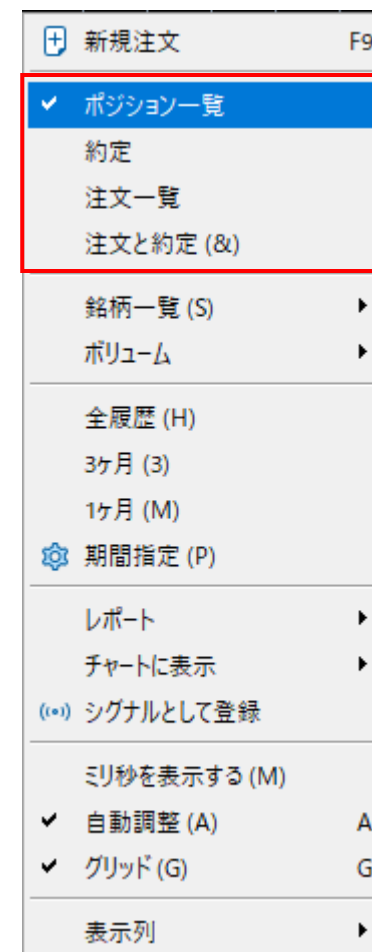 新規注文 F9
ポジション一覧
約定
注文一覧
注文と約定 (&)
銘柄一覧 (S)
ボリューム
全履歴 (H)
3ヶ月 (3)
1ヶ月 (M)
期間指定 (P)
レポート
チャートに表示
シグナルとして登録
ミリ秒を表示する (M)
自動調整 (A) A
グリッド (G) G
表示列